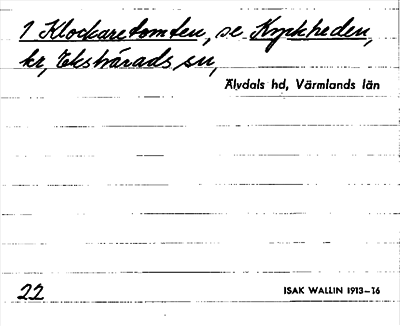 1 Klockaretomten, se Kyrkheden,
kr, Ekshärads sn,
Älvdals hd, Värmlands län
22
ISAK WALLIN 1913–16